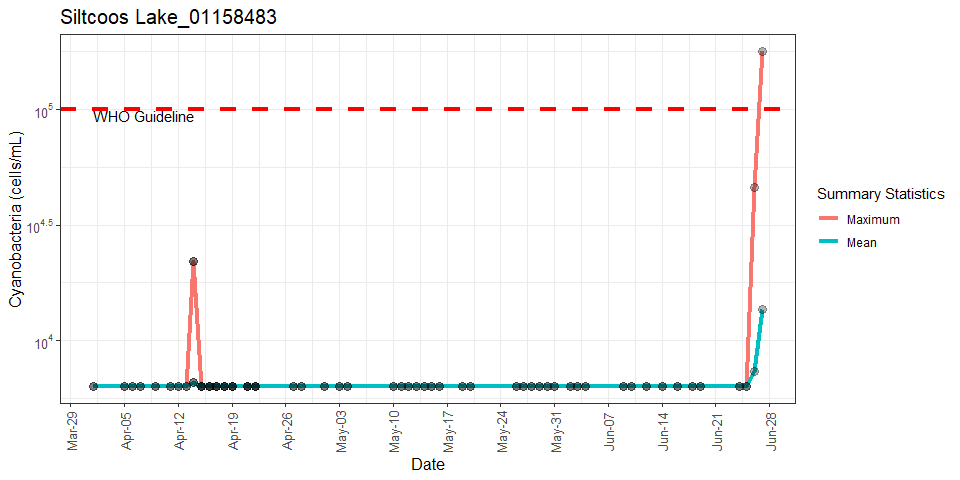 Siltcoos Lake_01158483
Cyanobacteria (cells/mL)
10^5
10^4.5
10^4
WHO Guideline
Mar-29
Apr-05
Apr-12
Apr-19
Apr-26
May-03
May-10
May-17
May-24
May-31
Jun-07
Jun-14
Jun-21
Jun-28
Date
Summary Statistics
Maximum
Mean